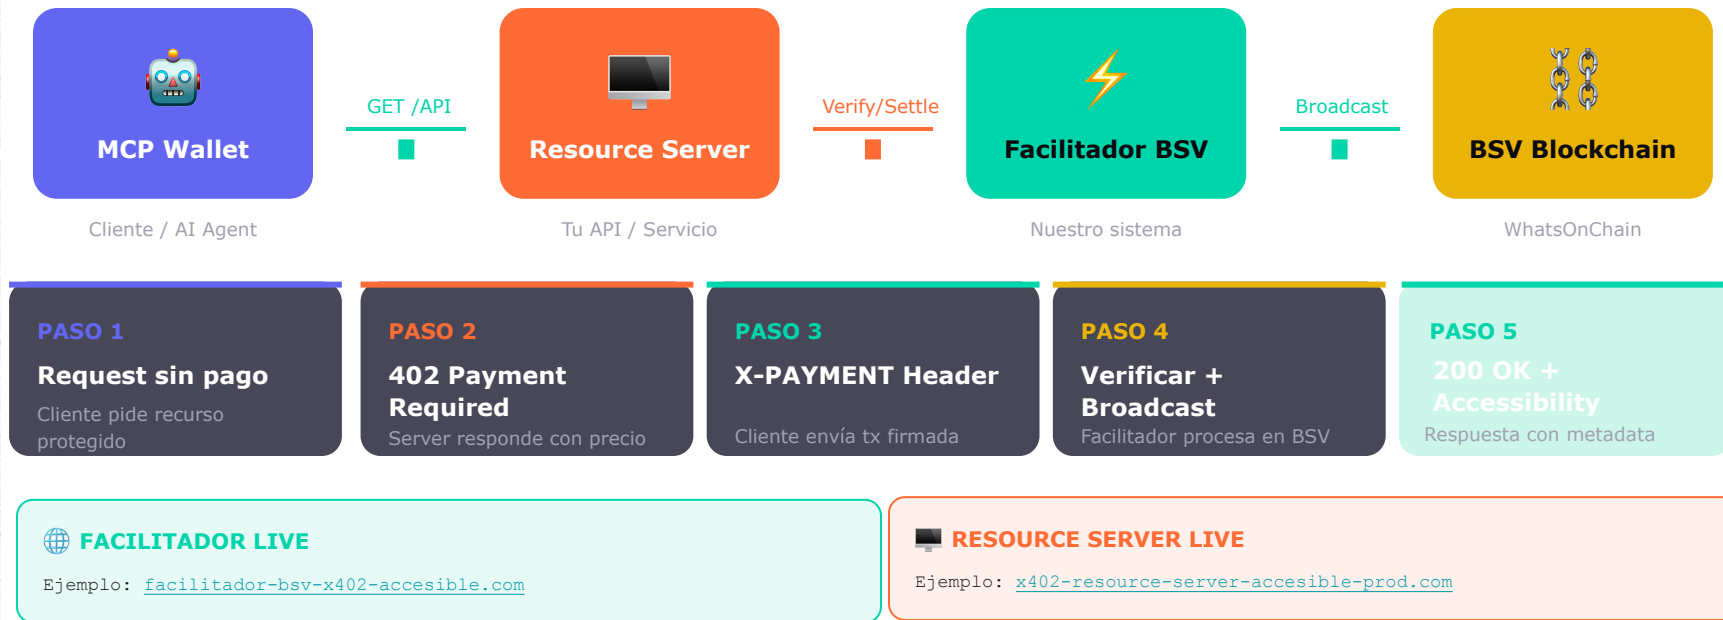 GET /API
Verify/Settle
Broadcast
MCP Wallet
Resource Server
Facilitador BSV
BSV Blockchain
Cliente / AI Agent
Tu API / Servicio
Nuestro sistema
WhatsOnChain
PASO 1
Request sin pago
Cliente pide recurso
protegido
PASO 2
402 Payment
Required
Server responde con precio
PASO 3
X-PAYMENT Header
Cliente envía tx firmada
PASO 4
Verificar +
Broadcast
Facilitador procesa en BSV
PASO 5
200 OK +
Accessibility
Respuesta con metadata
FACILITADOR LIVE
Ejemplo: facilitador-bsv-x402-accesible.com
RESOURCE SERVER LIVE
Ejemplo: x402-resource-server-accesible-prod.com